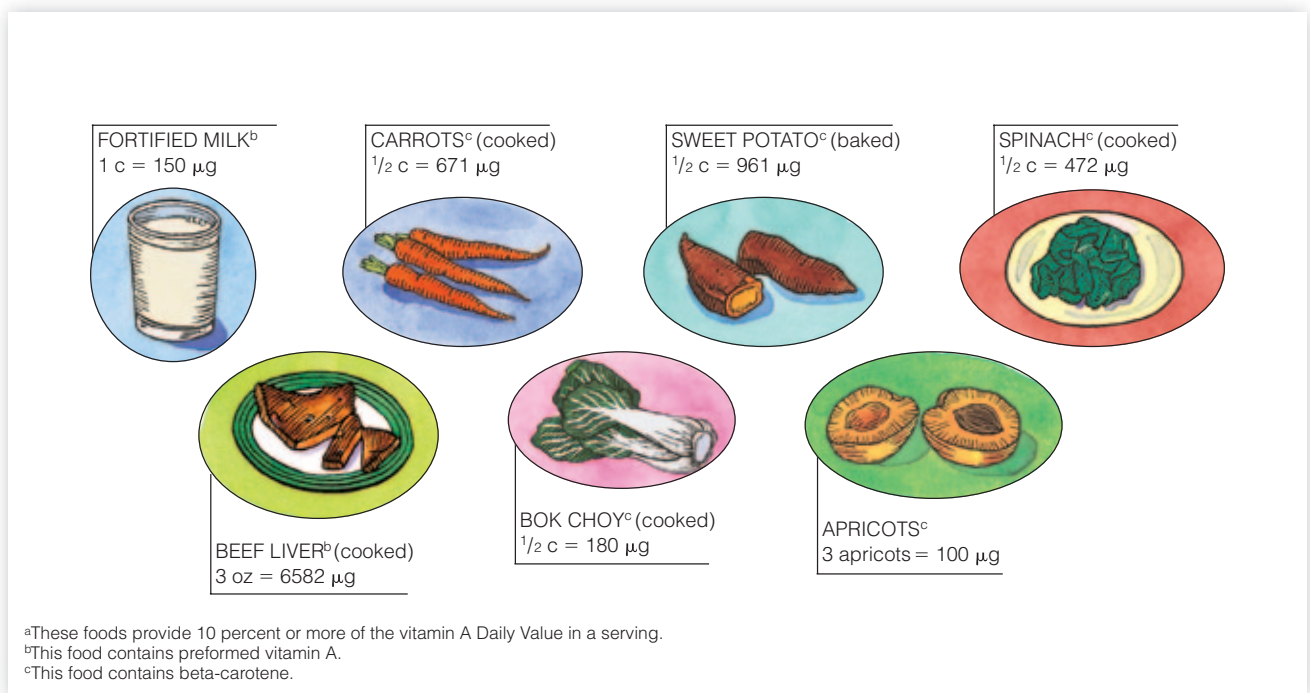 FORTIFIED MILKᵇ
1 c = 150 µg
CARROTSᶜ (cooked)
1/2 c = 671 µg
SWEET POTATOᶜ (baked)
1/2 c = 961 µg
SPINACHᶜ (cooked)
1/2 c = 472 µg
BEEF LIVERᵇ (cooked)
3 oz = 6582 µg
BOK CHOYᶜ (cooked)
1/2 c = 180 µg
APRICOTSᶜ
3 apricots = 100 µg
ᵃThese foods provide 10 percent or more of the vitamin A Daily Value in a serving.
ᵇThis food contains preformed vitamin A.
ᶜThis food contains beta-carotene.